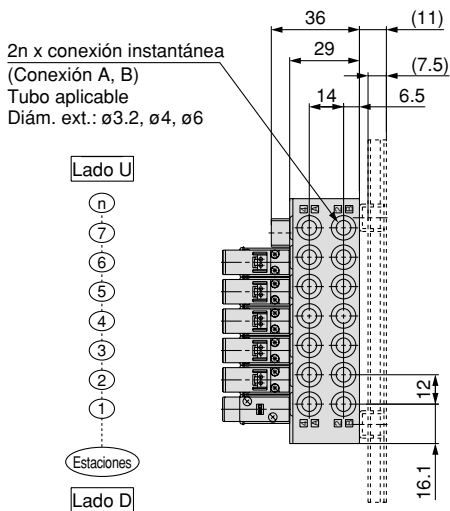 36
(11)
29
(7.5)
14
6.5
2n x conexión instantánea
(Conexión A, B)
Tubo aplicable
Diám. ext.: ø3.2, ø4, ø6
Lado U
n
7
6
5
4
3
2
1
Estaciones
Lado D
12
16.1